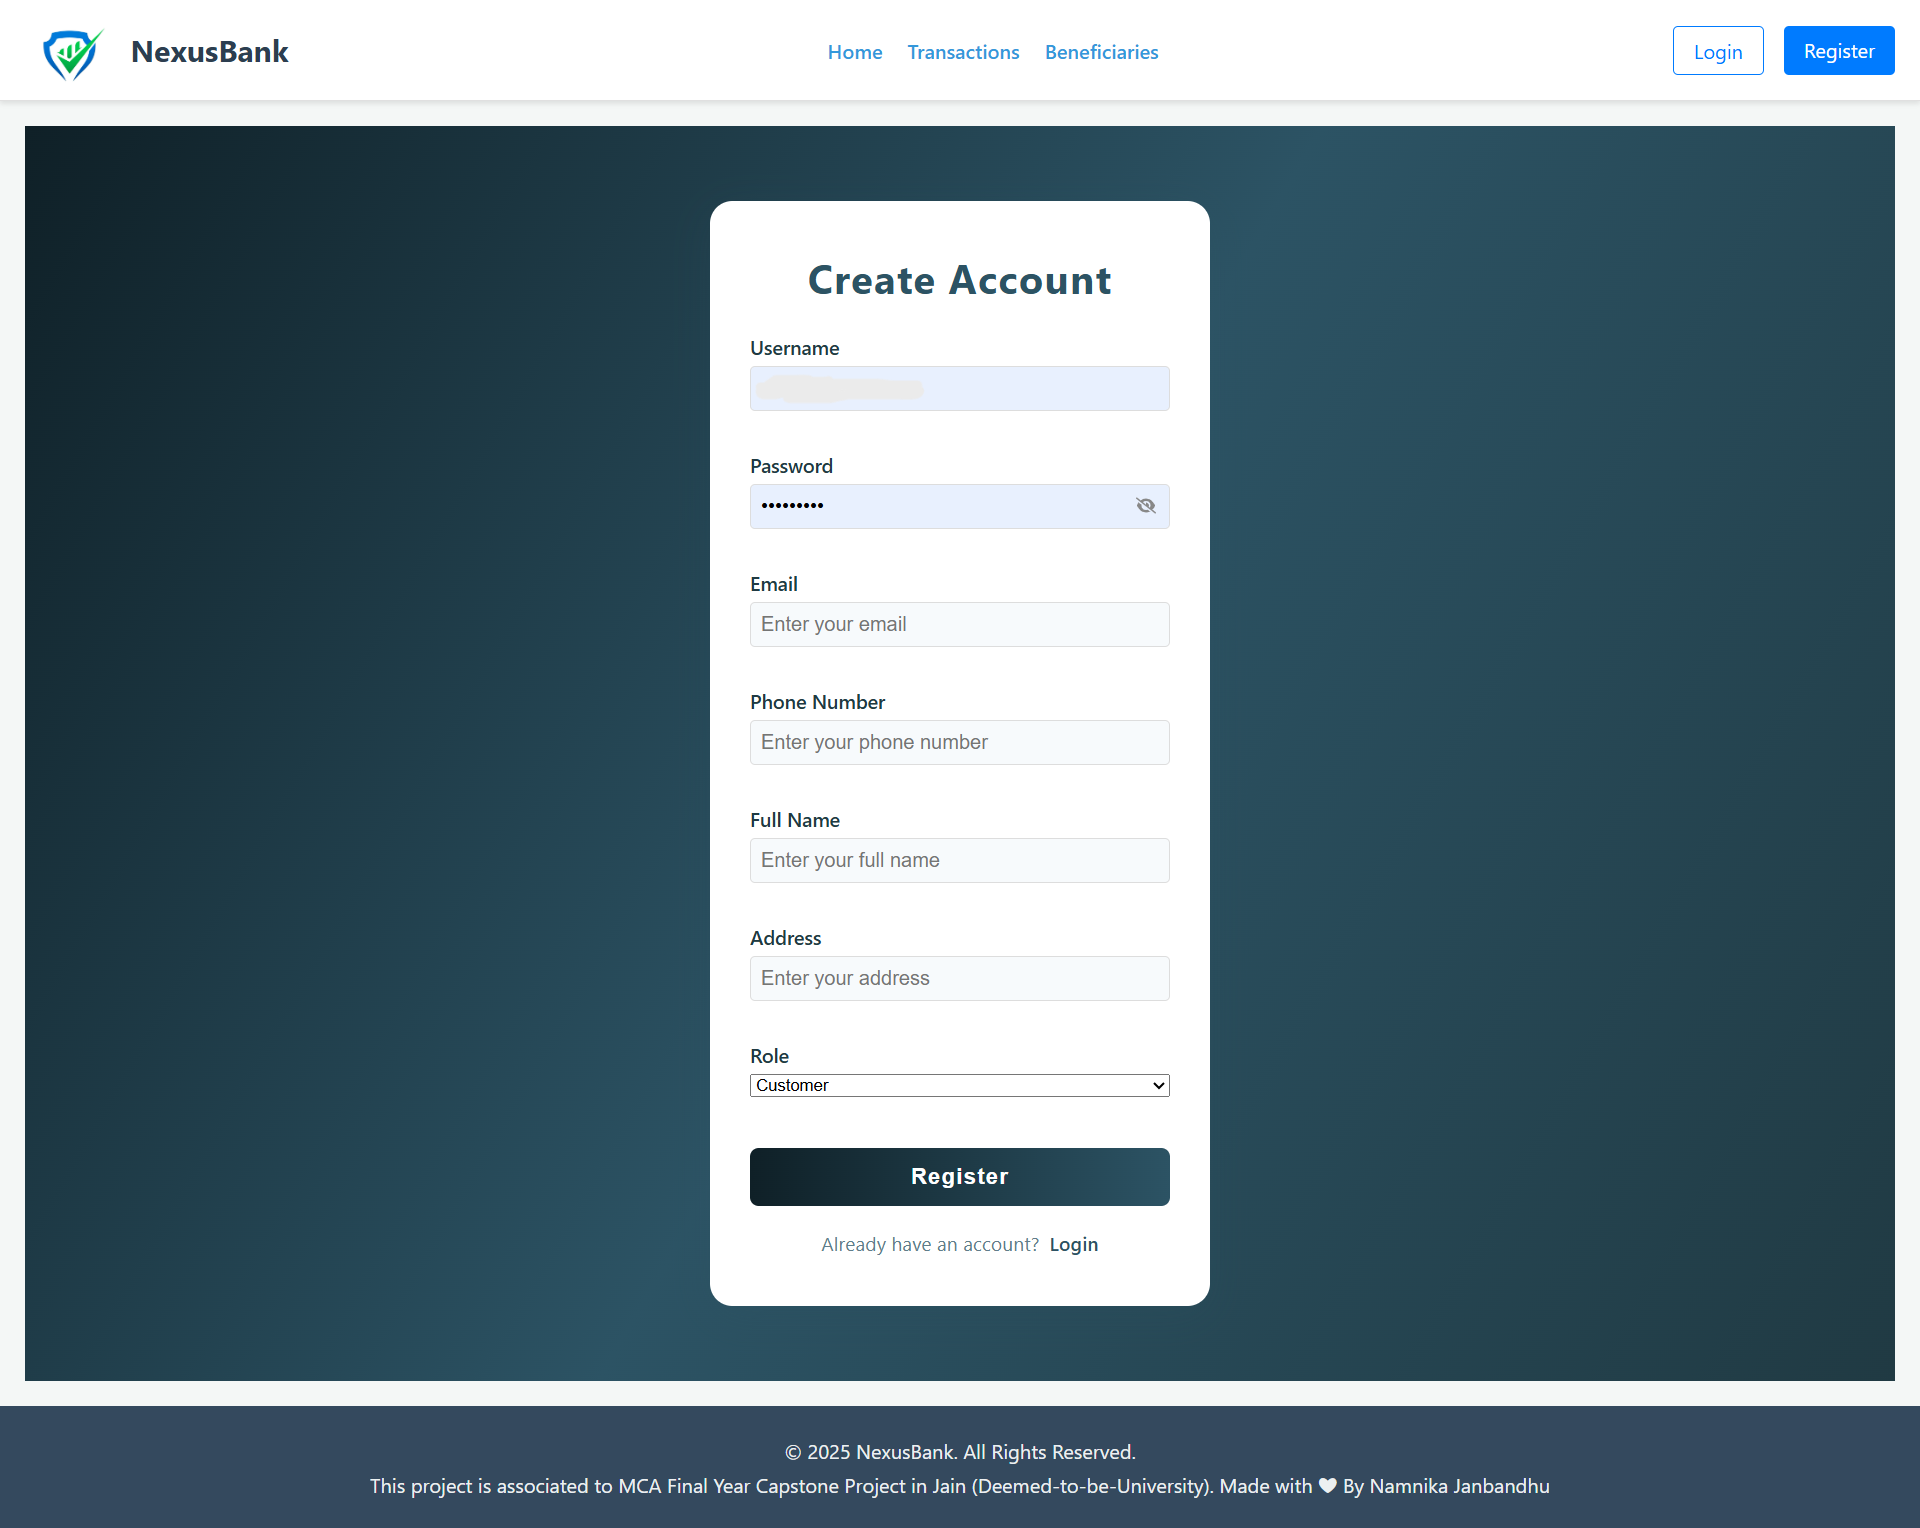 NexusBank
Home Transactions Beneficiaries
Login Register
Create Account
Username
Password
•••••••••
Email
Enter your email
Phone Number
Enter your phone number
Full Name
Enter your full name
Address
Enter your address
Role
Customer
Register
Already have an account? Login
© 2025 NexusBank. All Rights Reserved.
This project is associated to MCA Final Year Capstone Project in Jain (Deemed-to-be-University). Made with ♥ By Namnika Janbandhu